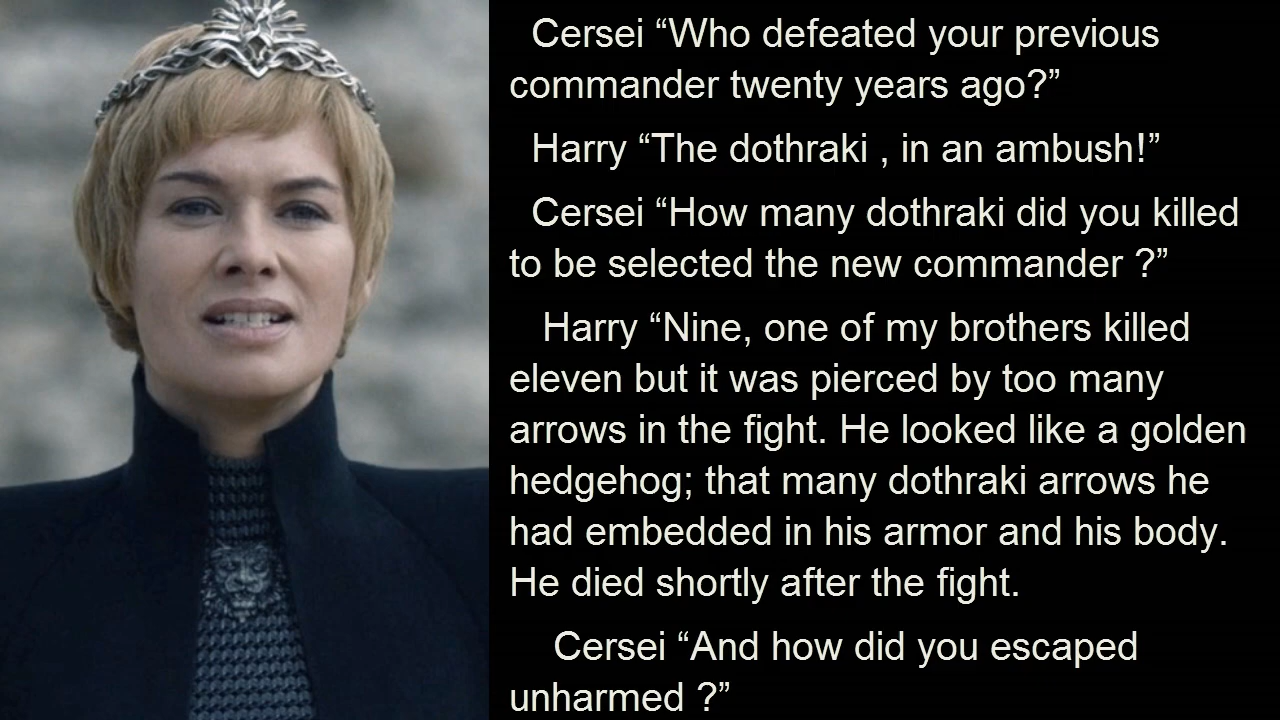 Cersei “Who defeated your previous
commander twenty years ago?”
Harry “The dothraki , in an ambush!”
Cersei “How many dothraki did you killed
to be selected the new commander ?”
Harry “Nine, one of my brothers killed
eleven but it was pierced by too many
arrows in the fight. He looked like a golden
hedgehog; that many dothraki arrows he
had embedded in his armor and his body.
He died shortly after the fight.
Cersei “And how did you escaped
unharmed ?”